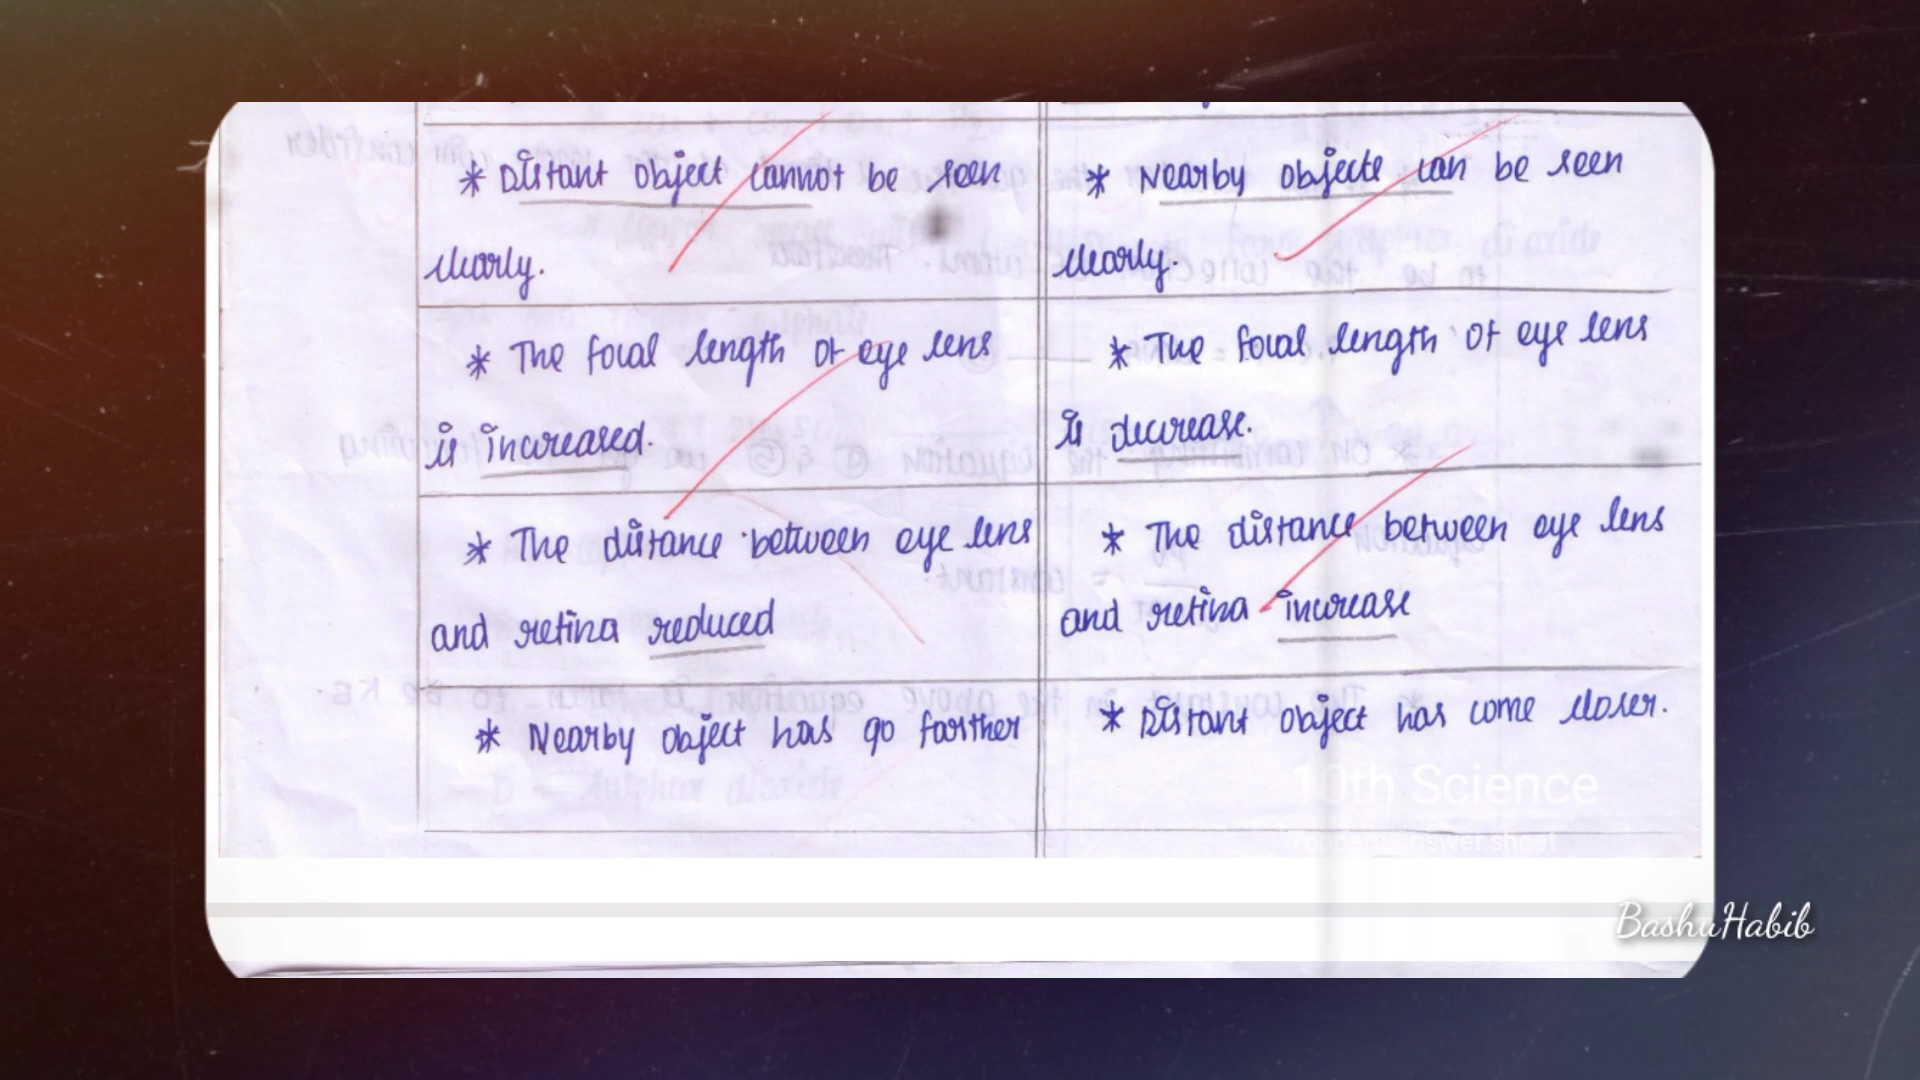 * Distant object cannot be seen
clearly.
* The focal length of eye lens
is increased.
* The distance between eye lens
and retina reduced
* Nearby object has go farther
* Nearby objects can be seen
clearly.
* The focal length of eye lens
is decrease.
* The distance between eye lens
and retina increase
* Distant object has come closer.
10th Science
answer sheet
BashuHabib